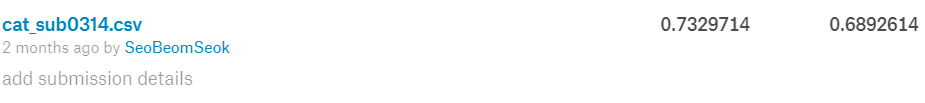 cat_sub0314.csv 0.7329714 0.6892614
2 months ago by SeoBeomSeok
add submission details